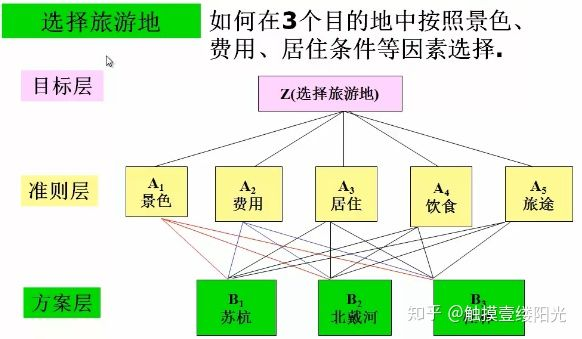 选择旅游地
如何在3个目的地中按照景色、
费用、居住条件等因素选择.
目标层
Z(选择旅游地)
准则层
A1
景色
A2
费用
A3
居住
A4
饮食
A5
旅途
方案层
B1
苏杭
B2
北戴河
知乎 @触摸壹缕阳光